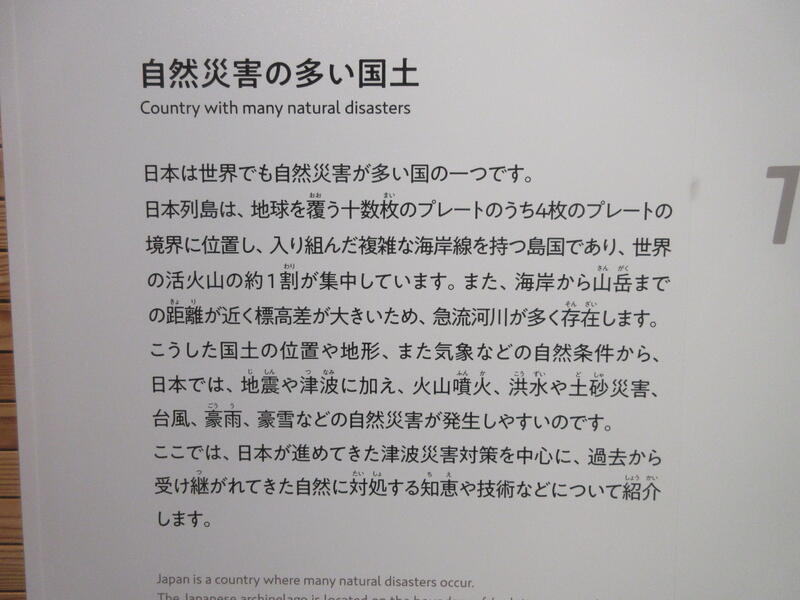 自然災害の多い国土
Country with many natural disasters
日本は世界でも自然災害が多い国の一つです。
日本列島は、地球を覆う十数枚のプレートのうち4枚のプレートの
境界に位置し、入り組んだ複雑な海岸線を持つ島国であり、世界
の活火山の約1割が集中しています。また、海岸から山岳まで
の距離が近く標高差が大きいため、急流河川が多く存在します。
こうした国土の位置や地形、また気象などの自然条件から、
日本では、地震や津波に加え、火山噴火、洪水や土砂災害、
台風、豪雨、豪雪などの自然災害が発生しやすいのです。
ここでは、日本が進めてきた津波災害対策を中心に、過去から
受け継がれてきた自然に対処する知恵や技術などについて紹介
します。
Japan is a country where many natural disasters occur.
The Japanese archipelago is located on the